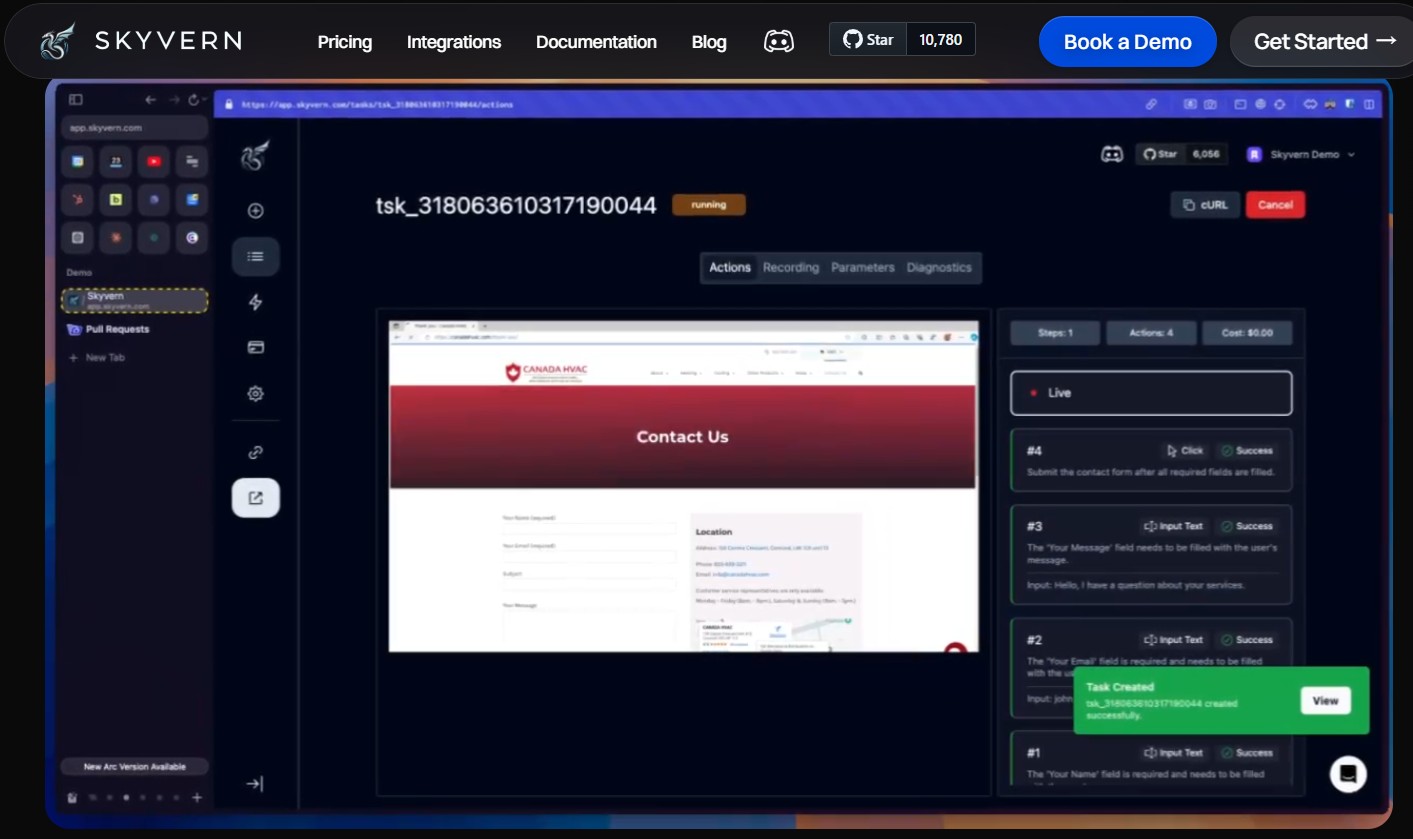 SKYVERN
Pricing
Integrations
Documentation
Blog
Star
10,780
Book a Demo
Get Started →
https://app.skyvern.com/tasks/tsk_318063610317190044/actions
app.skyvern.com
23
Demo
Skyvern
app.skyvern.com
Pull Requests
+ New Tab
New Arc Version Available
Star
6,056
Skyvern Demo
tsk_318063610317190044
running
cURL
Cancel
Actions
Recording
Parameters
Diagnostics
CANADA HVAC
Contact Us
Your Name (required)
Your Email (required)
Subject
Your Message
Location
CANADA HVAC
Steps: 1
Actions: 4
Cost: $0.00
Live
#4
Click
Success
Submit the contact form after all required fields are filled.
#3
Input Text
Success
The 'Your Message' field needs to be filled with the user's
message.
Input: Hello, I have a question about your services.
#2
Input Text
Success
The 'Your Email' field is required and needs to be filled
with the
Input: john
Task Created
tsk_318063610317190044 created
successfully.
View
#1
Input Text
Success
The 'Your Name' field is required and needs to be filled